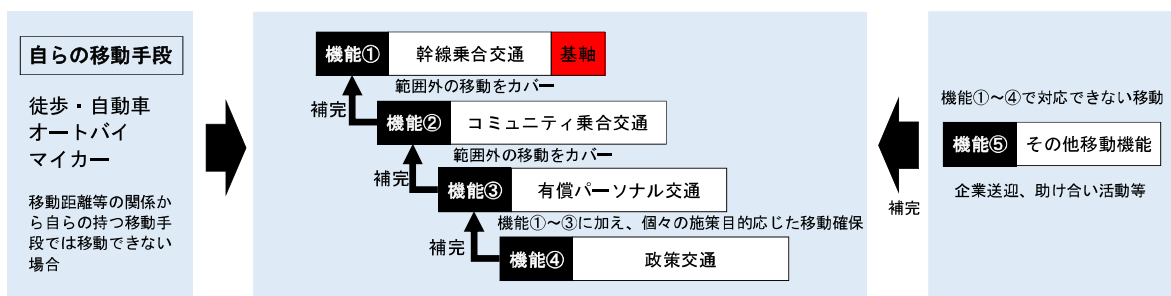 自らの移動手段
徒歩・自動車
オートバイ
マイカー
移動距離等の関係か
ら自らの持つ移動手
段では移動できない
場合
機能① 幹線乗合交通 基軸
範囲外の移動をカバー
補完
機能② コミュニティ乗合交通
範囲外の移動をカバー
補完
機能③ 有償パーソナル交通
機能①～③に加え、個々の施策目的応じた移動確保
補完
機能④ 政策交通
機能①～④で対応できない移動
機能⑤ その他移動機能
企業送迎、助け合い活動等
補完